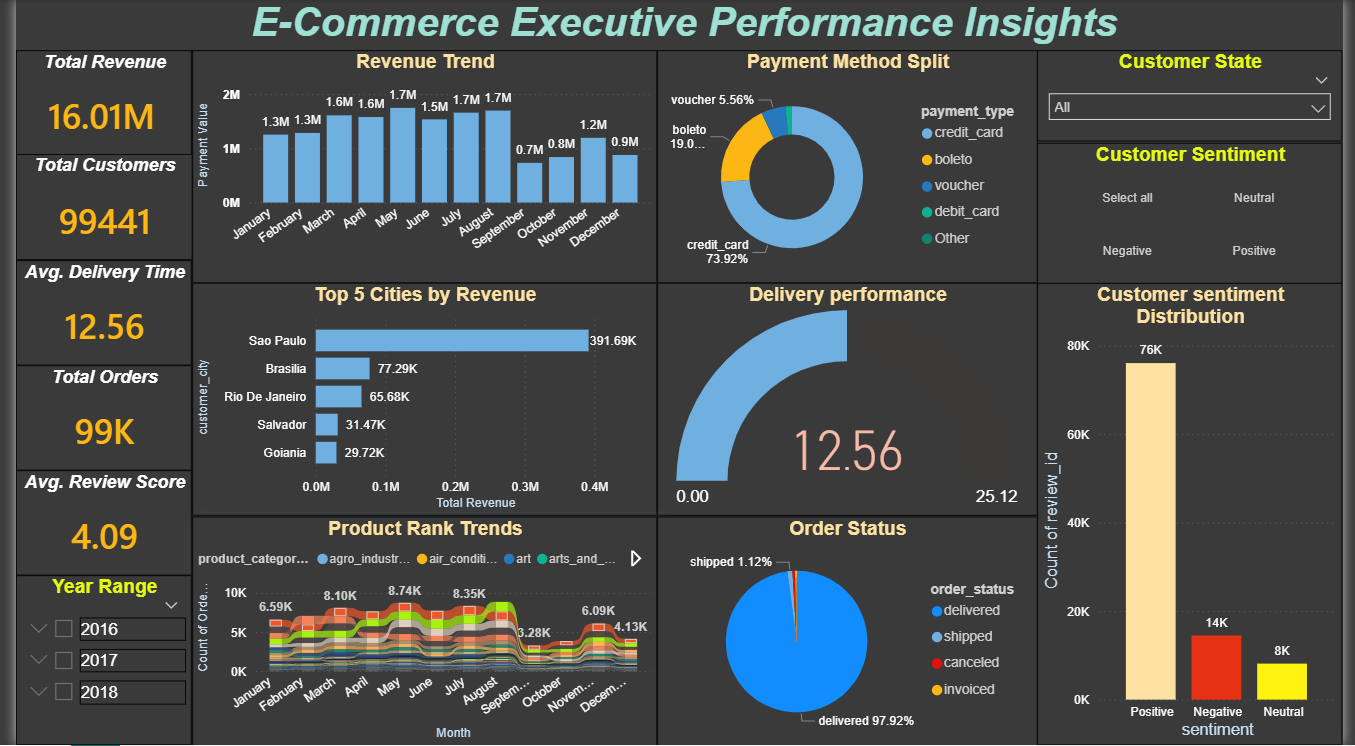 E-Commerce Executive Performance Insights
Total Revenue
16.01M
Total Customers
99441
Avg. Delivery Time
12.56
Total Orders
99K
Avg. Review Score
4.09
Year Range
2016
2017
2018
Revenue Trend
Payment Value
2M
1M
0M
1.3M
1.3M
1.6M
1.6M
1.7M
1.5M
1.7M
1.7M
0.7M
0.8M
1.2M
0.9M
January
February
March
April
May
June
July
August
September
October
November
December
Payment Method Split
voucher 5.56%
boleto
19.0...
credit_card
73.92%
payment_type
credit_card
boleto
voucher
debit_card
Other
Customer State
All
Customer Sentiment
Select all
Neutral
Negative
Positive
Top 5 Cities by Revenue
customer_city
Sao Paulo
391.69K
Brasilia
77.29K
Rio De Janeiro
65.68K
Salvador
31.47K
Goiania
29.72K
0.0M
0.1M
0.2M
0.3M
0.4M
Total Revenue
Delivery performance
12.56
0.00
25.12
Customer sentiment
Distribution
Count of review_id
80K
60K
40K
20K
0K
76K
14K
8K
Positive
Negative
Neutral
sentiment
Product Rank Trends
product_categor...
agro_industr...
air_conditi...
art
arts_and_...
Count of Orde...
10K
5K
0K
6.59K
8.10K
8.74K
8.35K
3.28K
6.09K
4.13K
January
February
March
April
May
June
July
August
Septem...
October
Novem...
Decem...
Month
Order Status
shipped 1.12%
delivered 97.92%
order_status
delivered
shipped
canceled
invoiced